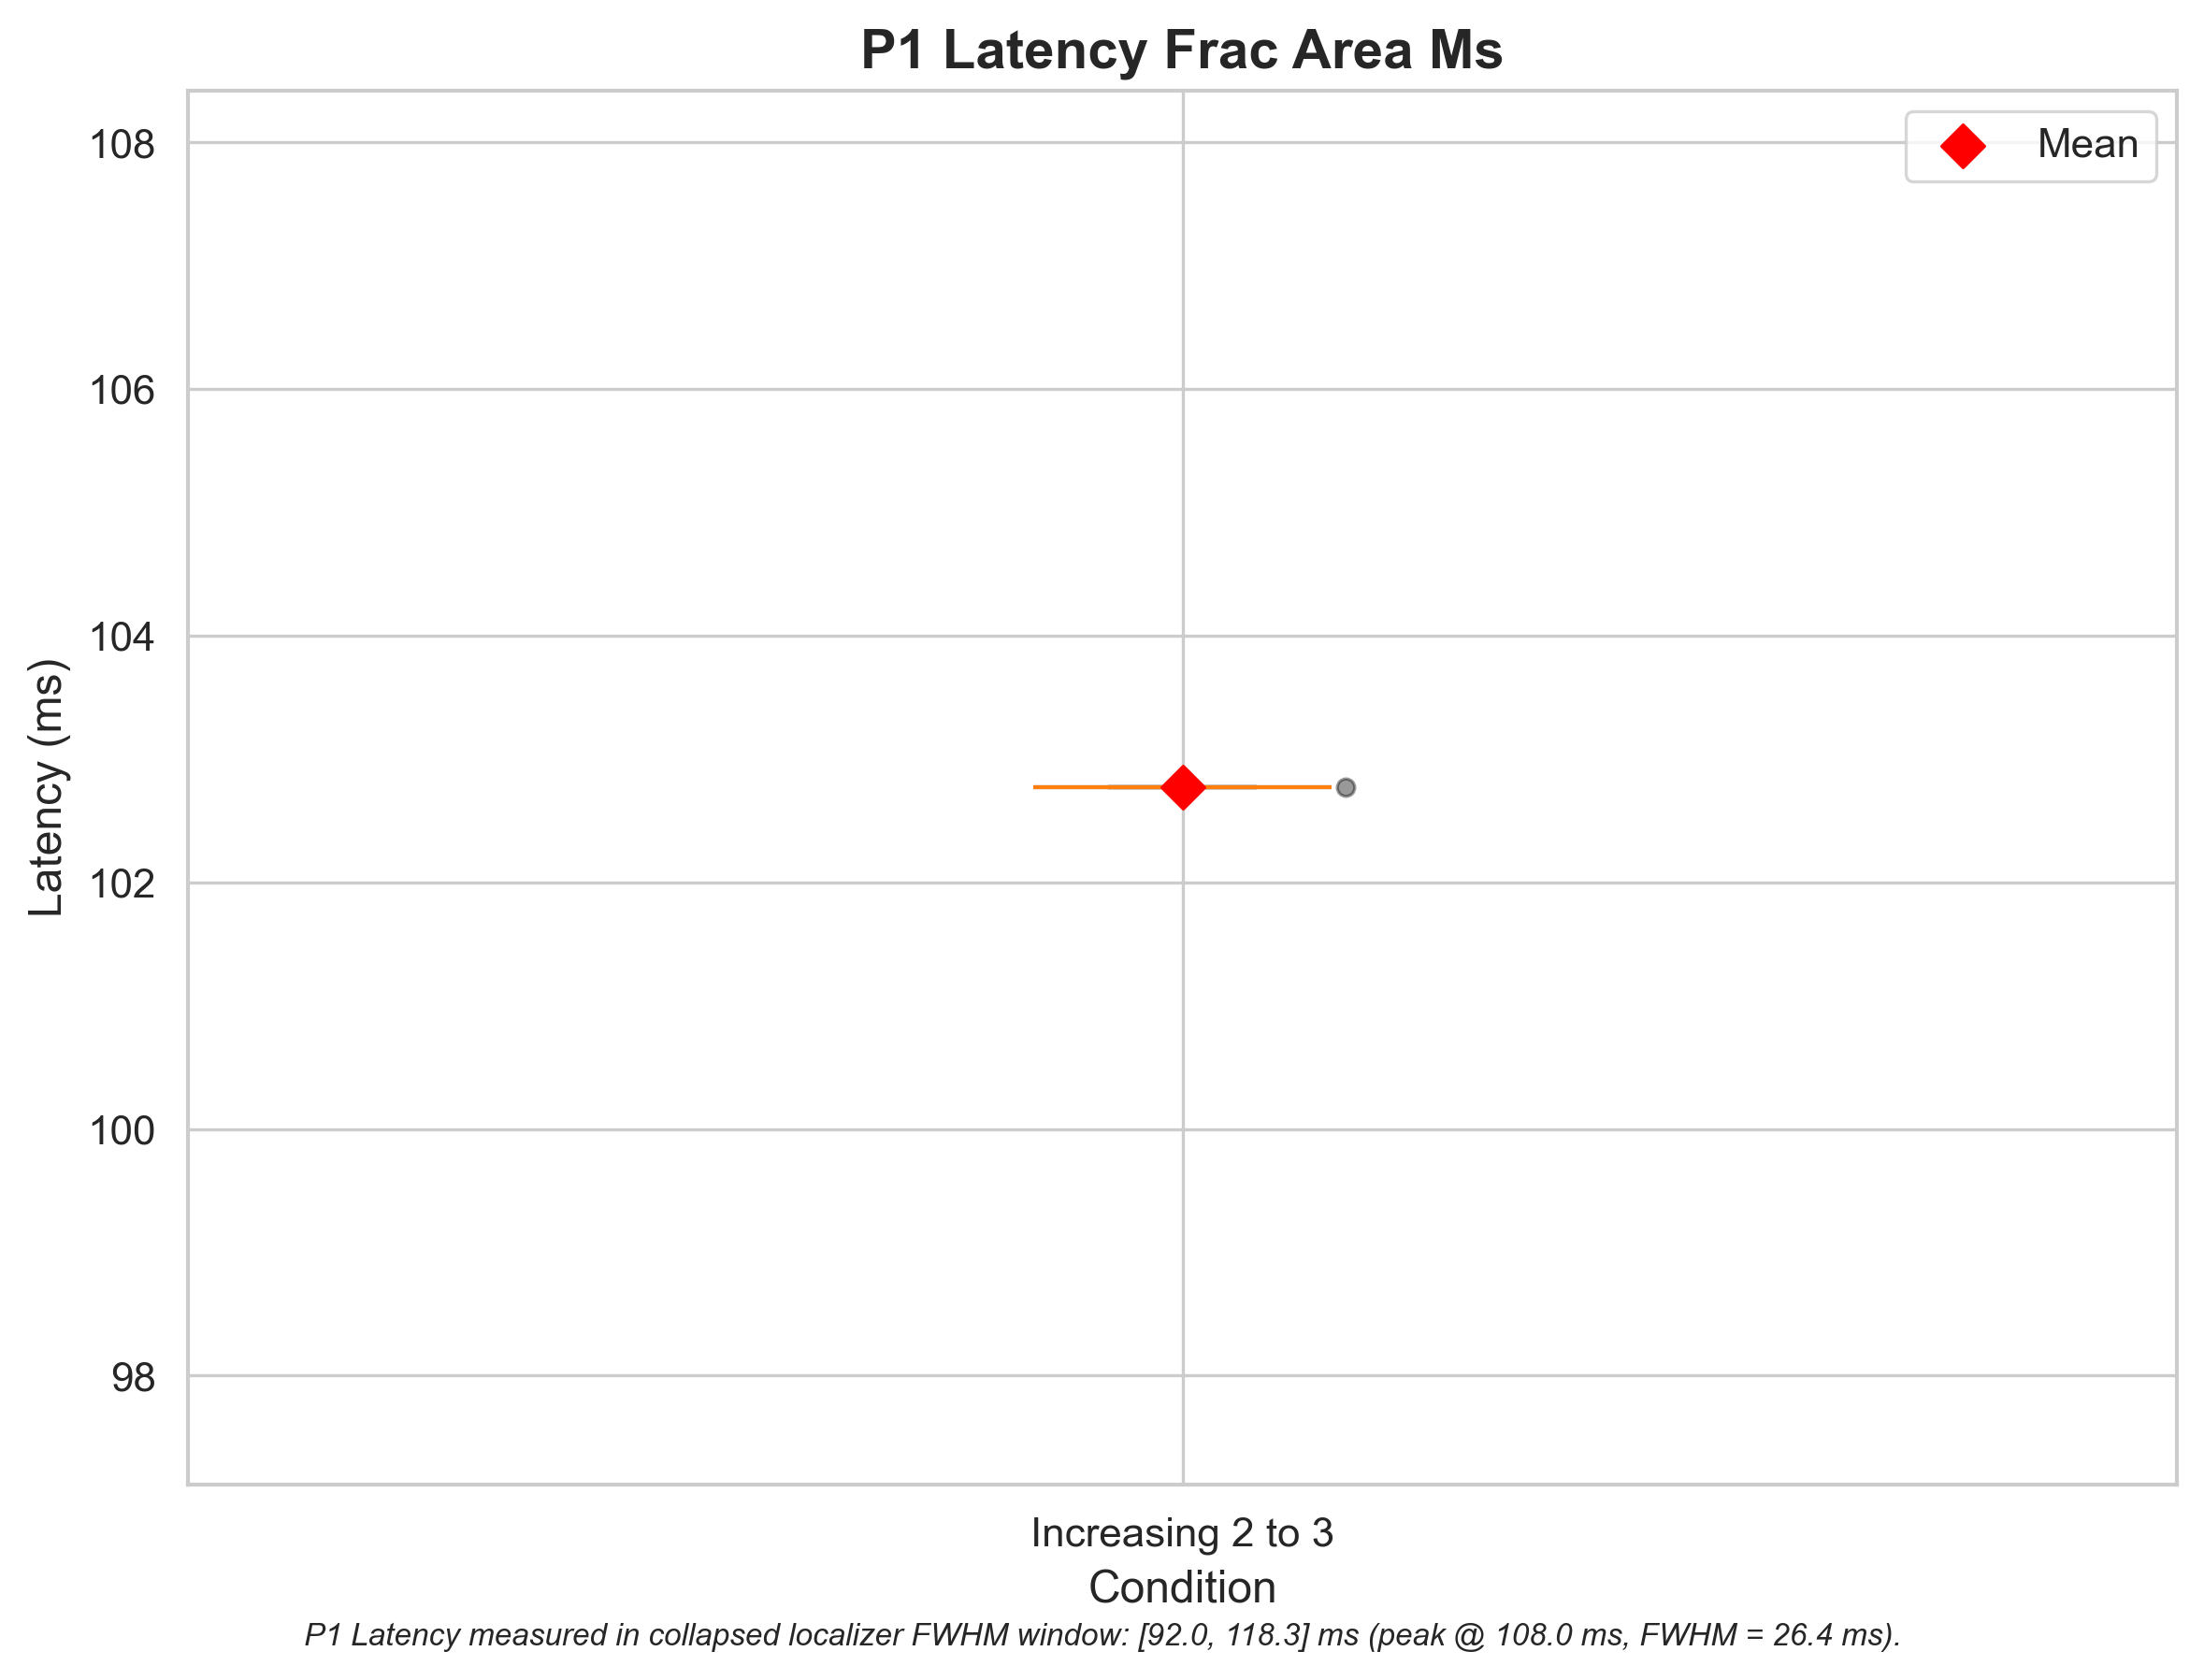 P1 Latency Frac Area Ms
Mean
108
106
104
102
100
98
Latency (ms)
Increasing 2 to 3
Condition
P1 Latency measured in collapsed localizer FWHM window: [92.0, 118.3] ms (peak @ 108.0 ms, FWHM = 26.4 ms).